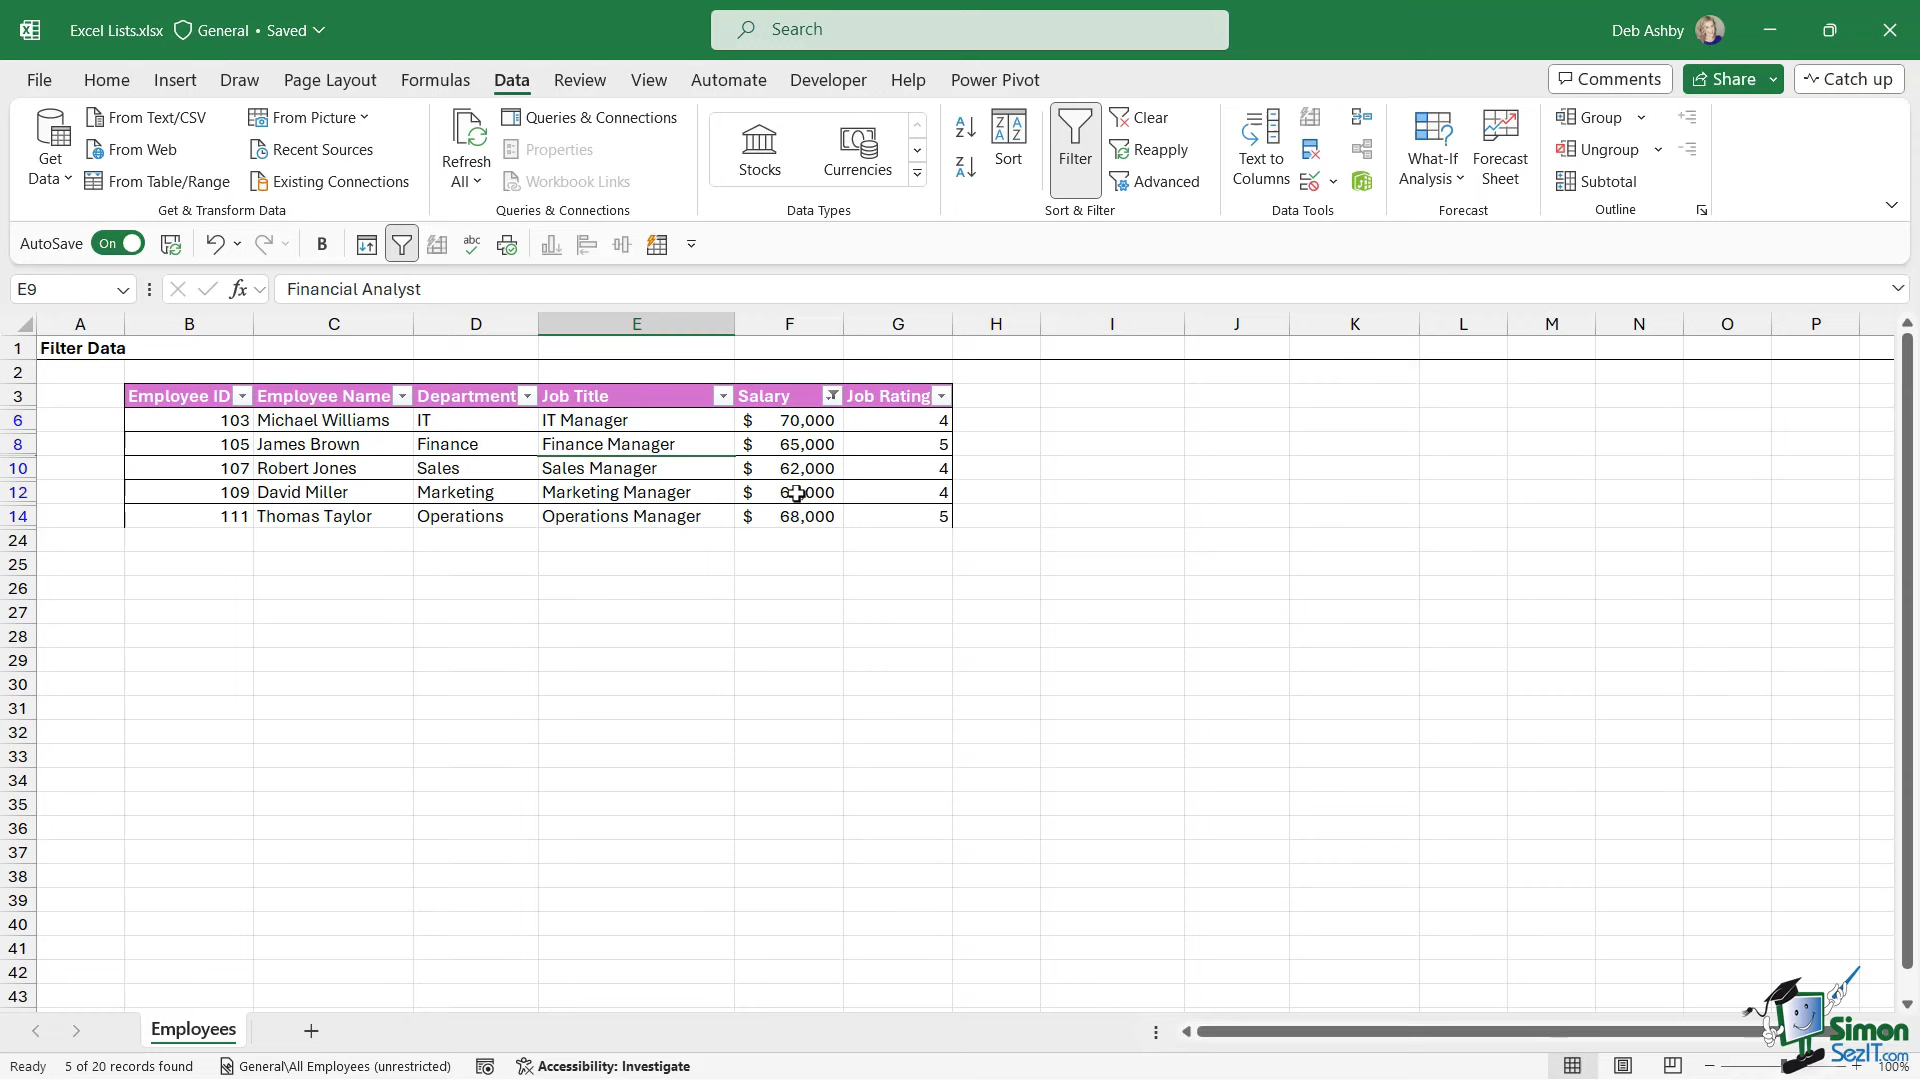 Excel Lists.xlsx General • Saved
Search
Deb Ashby
File Home Insert Draw Page Layout Formulas Data Review View Automate Developer Help Power Pivot
Comments Share Catch up
Get Data
From Text/CSV
From Web
From Table/Range
From Picture
Recent Sources
Existing Connections
Get & Transform Data
Refresh All
Queries & Connections
Properties
Workbook Links
Queries & Connections
Stocks Currencies
Data Types
Sort
Filter
Clear
Reapply
Advanced
Sort & Filter
Text to Columns
Data Tools
What-If Analysis
Forecast Sheet
Forecast
Group
Ungroup
Subtotal
Outline
AutoSave On B abc
E9 fx Financial Analyst
A B C D E F G H I J K L M N O P
1 Filter Data
2
3 Employee ID Employee Name Department Job Title Salary Job Rating
6 103 Michael Williams IT IT Manager $ 70,000 4
8 105 James Brown Finance Finance Manager $ 65,000 5
10 107 Robert Jones Sales Sales Manager $ 62,000 4
12 109 David Miller Marketing Marketing Manager $ 4
14 111 Thomas Taylor Operations Operations Manager $ 68,000 5
24
25
26
27
28
29
30
31
32
33
34
35
36
37
38
39
40
41
42
43
Employees
Ready 5 of 20 records found General\All Employees (unrestricted) Accessibility: Investigate 100%
Simon
SezIT.com